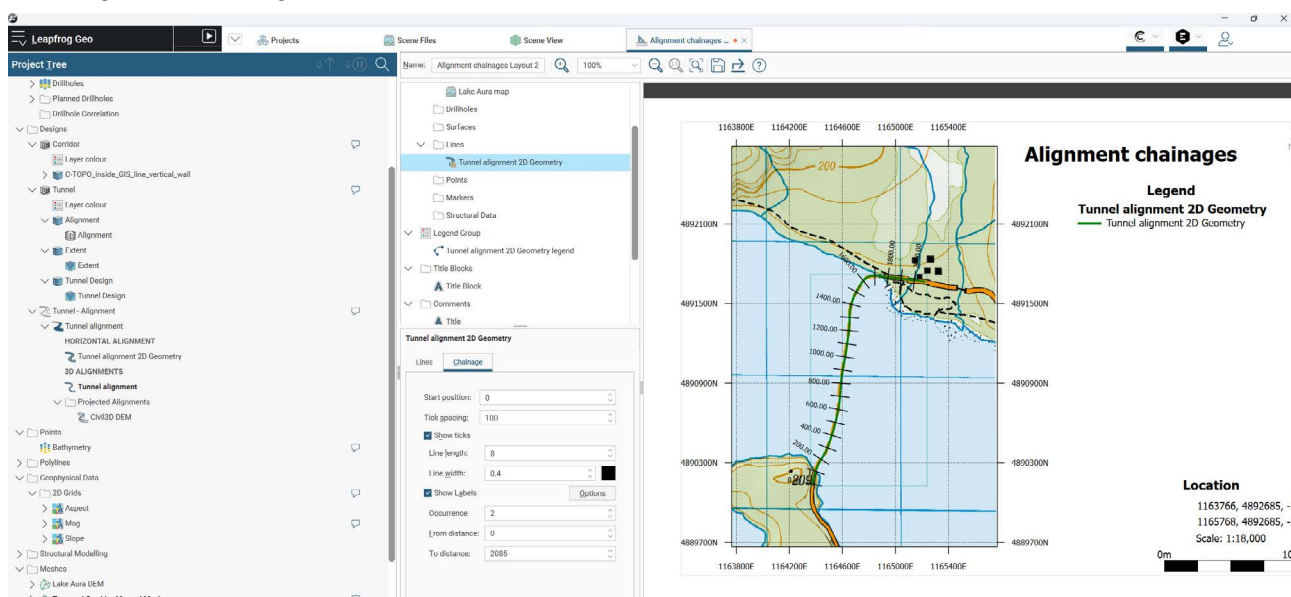 Leapfrog Geo
Projects
Scene Files
Scene View
Alignment chainages ...
Project Tree
Drillholes
Planned Drillholes
Drillhole Correlation
Designs
Corridor
Layer colour
C-TOPO_inside_GIS_line_vertical_wall
Tunnel
Layer colour
Alignment
Alignment
Extent
Extent
Tunnel Design
Tunnel Design
Tunnel - Alignment
Tunnel alignment
HORIZONTAL ALIGNMENT
Tunnel alignment 2D Geometry
3D ALIGNMENTS
Tunnel alignment
Projected Alignments
Civil3D DEM
Points
Bathymetry
Polylines
Geophysical Data
2D Grids
Aspect
Mag
Slope
Structural Modelling
Meshes
Lake Aura DEM
Name: Alignment chainages Layout 2
100%
Lake Aura map
Drillholes
Surfaces
Lines
Tunnel alignment 2D Geometry
Points
Markers
Structural Data
Legend Group
Tunnel alignment 2D Geometry legend
Title Blocks
Title Block
Comments
Title
Tunnel alignment 2D Geometry
Lines Chainage
Start position: 0
Tick spacing: 100
Show ticks
Line length: 8
Line width: 0.4
Show Labels Options
Occurrence 2
From distance: 0
To distance: 2085
1163800E 1164200E 1164600E 1165000E 1165400E
4892100N 4892100N
4891500N 4891500N
4890900N 4890900N
4890300N 4890300N
4889700N 4889700N
1163800E 1164200E 1164600E 1165000E 1165400E
200
1800.00
1600.00
1400.00
1200.00
1000.00
800.00
600.00
400.00
200.00
Alignment chainages
Legend
Tunnel alignment 2D Geometry
Tunnel alignment 2D Geometry
Location
1163766, 4892685, -
1165768, 4892685, -
Scale: 1:18,000
0m 10